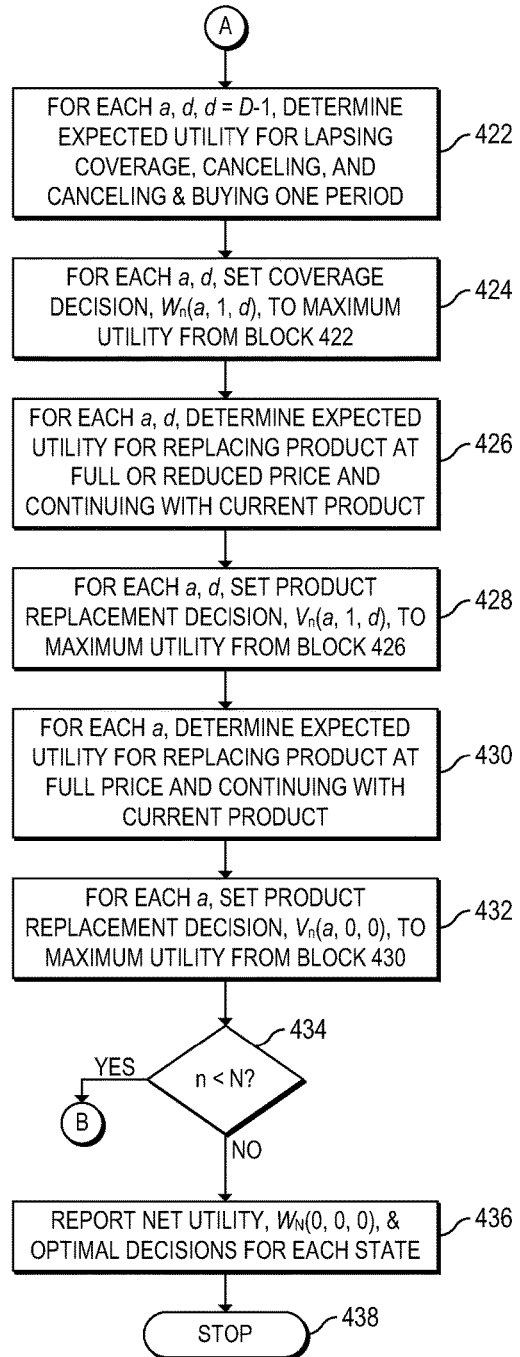 A
FOR EACH a, d, d = D-1, DETERMINE
EXPECTED UTILITY FOR LAPSING
COVERAGE, CANCELING, AND
CANCELING & BUYING ONE PERIOD
422
FOR EACH a, d, SET COVERAGE
DECISION, Wn(a, 1, d), TO MAXIMUM
UTILITY FROM BLOCK 422
424
FOR EACH a, d, DETERMINE EXPECTED
UTILITY FOR REPLACING PRODUCT AT
FULL OR REDUCED PRICE AND
CONTINUING WITH CURRENT PRODUCT
426
FOR EACH a, d, SET PRODUCT
REPLACEMENT DECISION, Vn(a, 1, d), TO
MAXIMUM UTILITY FROM BLOCK 426
428
FOR EACH a, DETERMINE EXPECTED
UTILITY FOR REPLACING PRODUCT AT
FULL PRICE AND CONTINUING WITH
CURRENT PRODUCT
430
FOR EACH a, SET PRODUCT
REPLACEMENT DECISION, Vn(a, 0, 0), TO
MAXIMUM UTILITY FROM BLOCK 430
432
434
YES
n < N?
B
NO
REPORT NET UTILITY, WN(0, 0, 0), &
OPTIMAL DECISIONS FOR EACH STATE
436
STOP
438